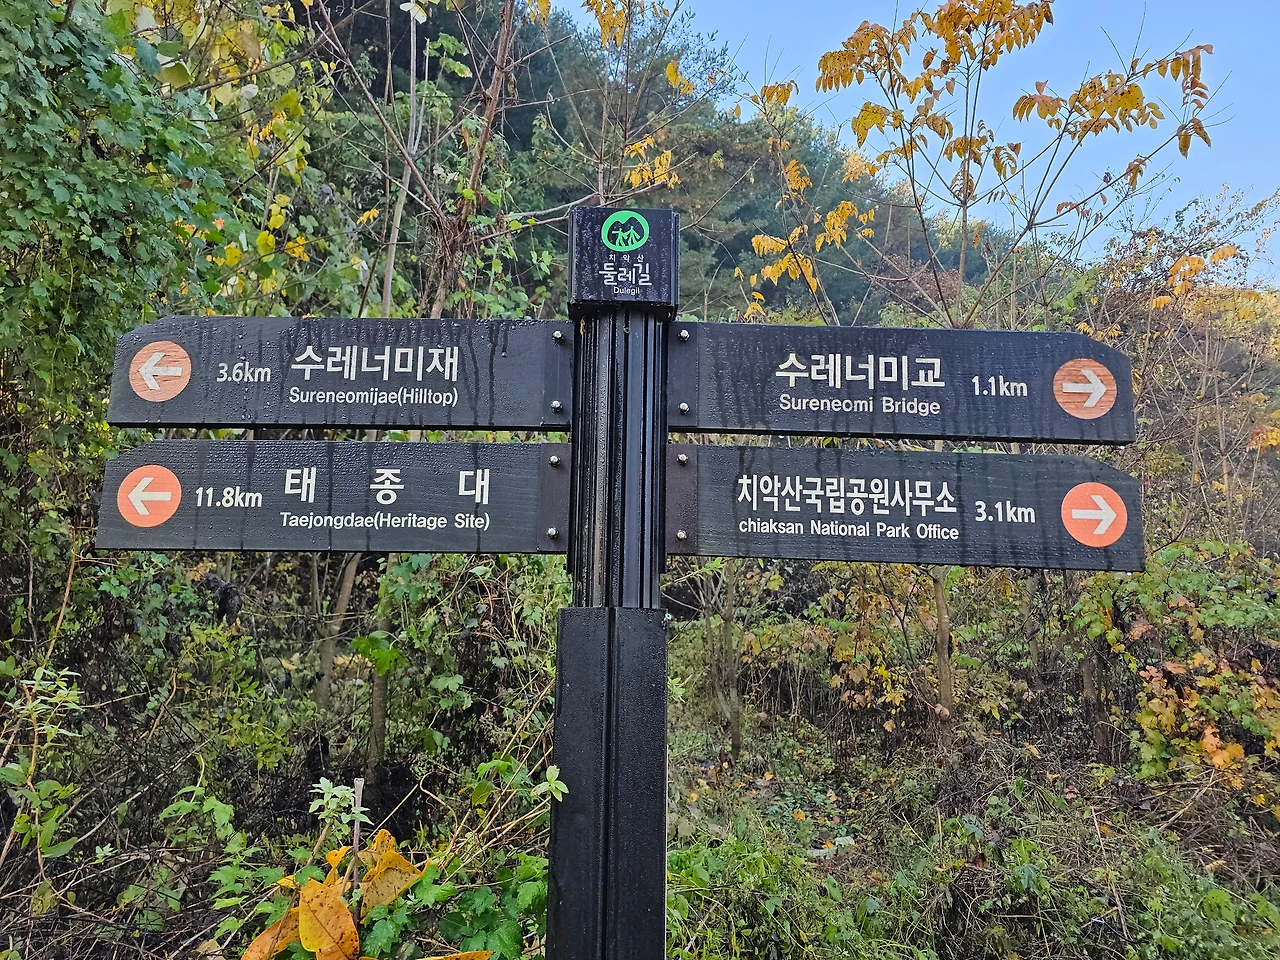 치 악 산
둘레길
Dulegil
3.6km 수레너미재
Sureneomijae(Hilltop)
수레너미교 1.1km
Sureneomi Bridge
11.8km 태 종 대
Taejongdae(Heritage Site)
치악산국립공원사무소 3.1km
chiaksan National Park Office